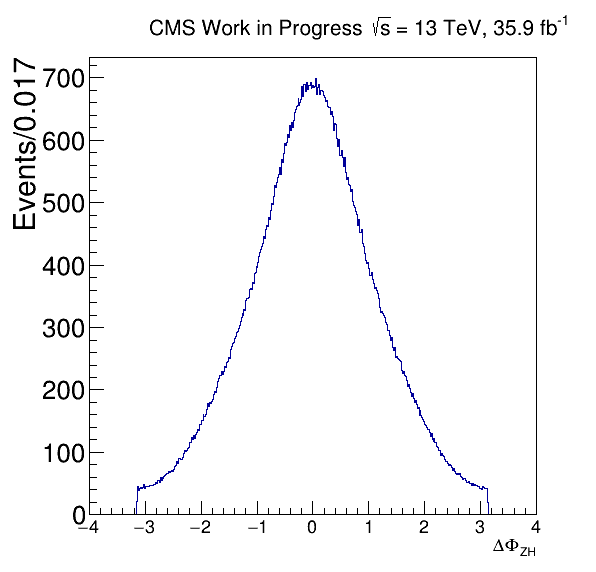 CMS Work in Progress √s = 13 TeV, 35.9 fb⁻¹
Events/0.017
700
600
500
400
300
200
100
0
−4 −3 −2 −1 0 1 2 3 4
ΔΦ_ZH